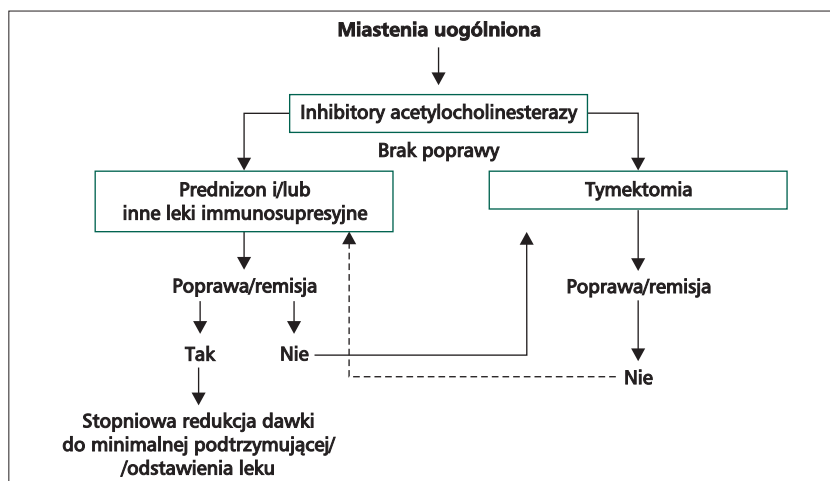 Miastenia uogólniona
Inhibitory acetylocholinesterazy
Brak poprawy
Prednizon i/lub
inne leki immunosupresyjne
Tymektomia
Poprawa/remisja
Poprawa/remisja
Tak
Nie
Nie
Stopniowa redukcja dawki
do minimalnej podtrzymującej/
/odstawienia leku